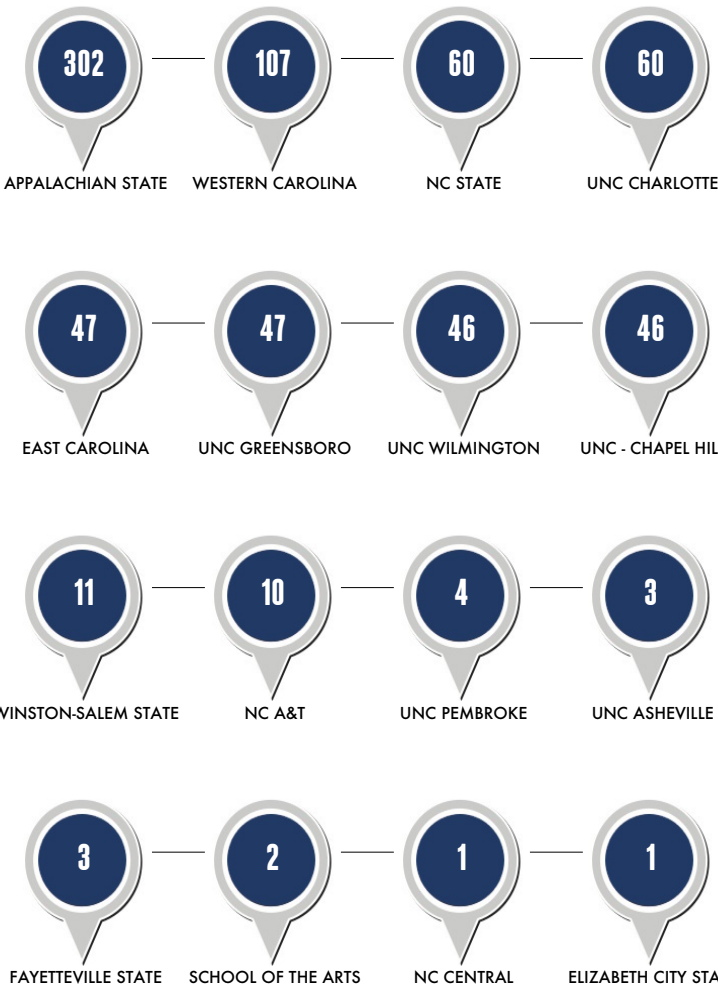 302 107 60 60
APPALACHIAN STATE WESTERN CAROLINA NC STATE UNC CHARLOTTE
47 47 46 46
EAST CAROLINA UNC GREENSBORO UNC WILMINGTON UNC - CHAPEL HIL
11 10 4 3
WINSTON-SALEM STATE NC A&T UNC PEMBROKE UNC ASHEVILLE
3 2 1 1
FAYETTEVILLE STATE SCHOOL OF THE ARTS NC CENTRAL ELIZABETH CITY STA